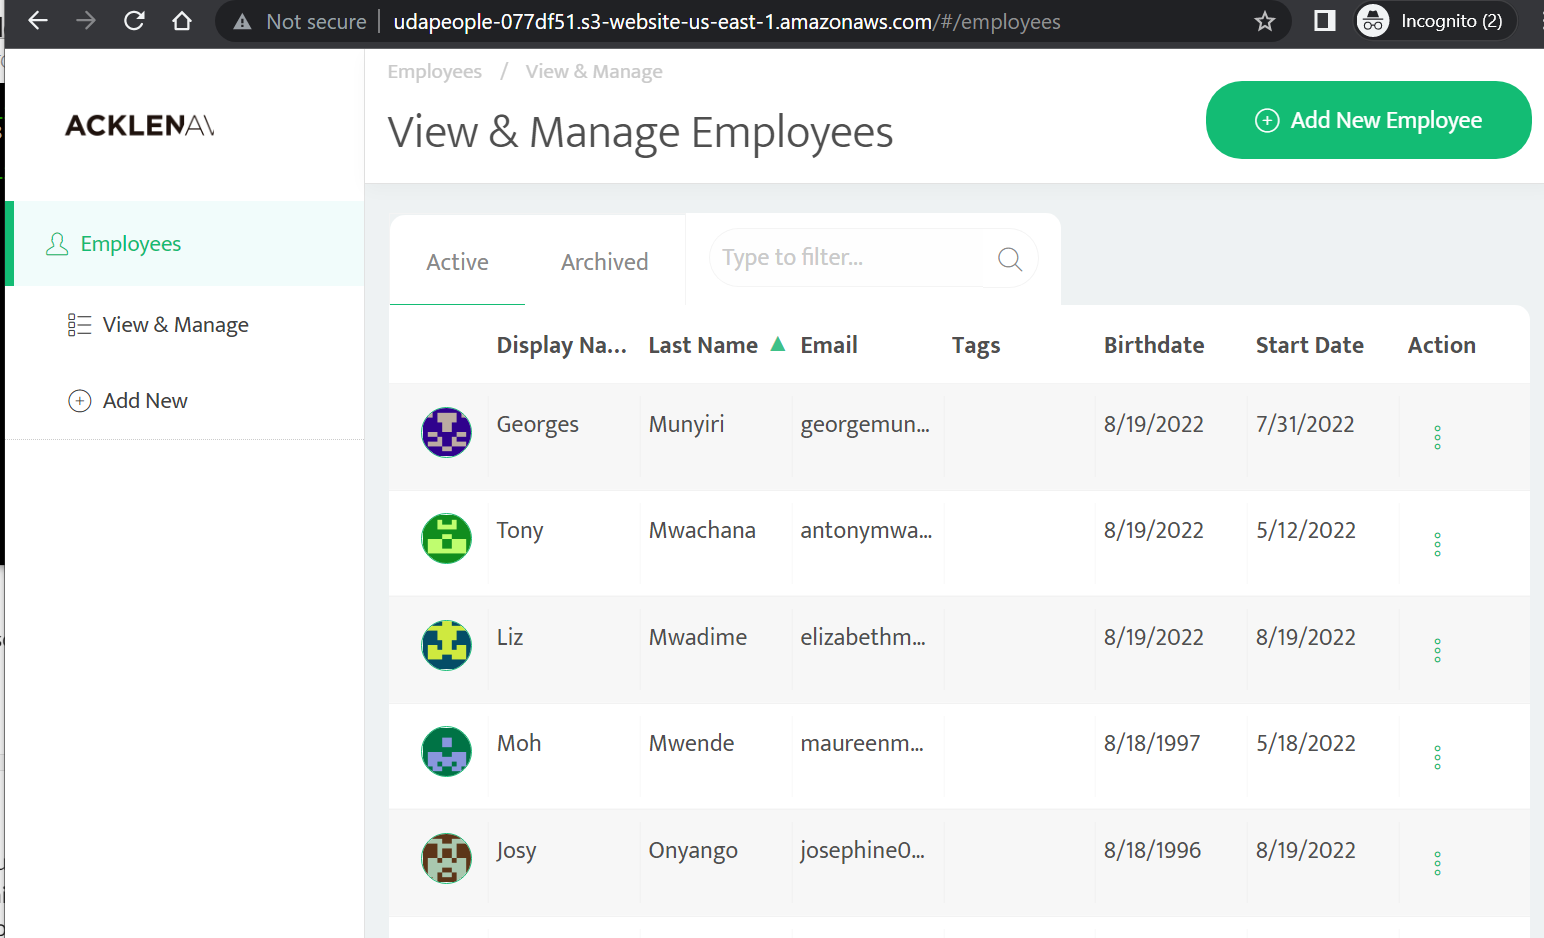 Not secure udapeople-077df51.s3-website-us-east-1.amazonaws.com/#/employees Incognito (2)
ACKLENAV
Employees / View & Manage
View & Manage Employees
Add New Employee
Employees
View & Manage
Add New
Active Archived Type to filter...
Display Na... Last Name ▲ Email Tags Birthdate Start Date Action
Georges Munyiri georgemun... 8/19/2022 7/31/2022
Tony Mwachana antonymwa... 8/19/2022 5/12/2022
Liz Mwadime elizabethm... 8/19/2022 8/19/2022
Moh Mwende maureenm... 8/18/1997 5/18/2022
Josy Onyango josephine0... 8/18/1996 8/19/2022